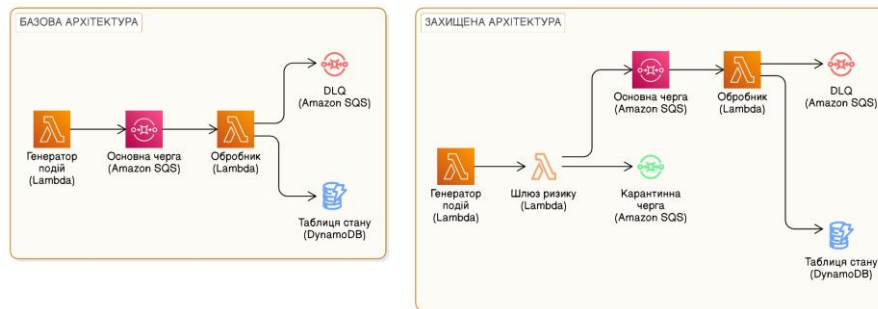 БАЗОВА АРХІТЕКТУРА
DLQ
(Amazon SQS)
Генератор
подій
(Lambda)
Основна черга
(Amazon SQS)
Обробник
(Lambda)
Таблиця стану
(DynamoDB)
ЗАХИЩЕНА АРХІТЕКТУРА
Основна черга
(Amazon SQS)
Обробник
(Lambda)
DLQ
(Amazon SQS)
Генератор
подій
(Lambda)
Шлюз ризику
(Lambda)
Карантинна
черга
(Amazon SQS)
Таблиця стану
(DynamoDB)